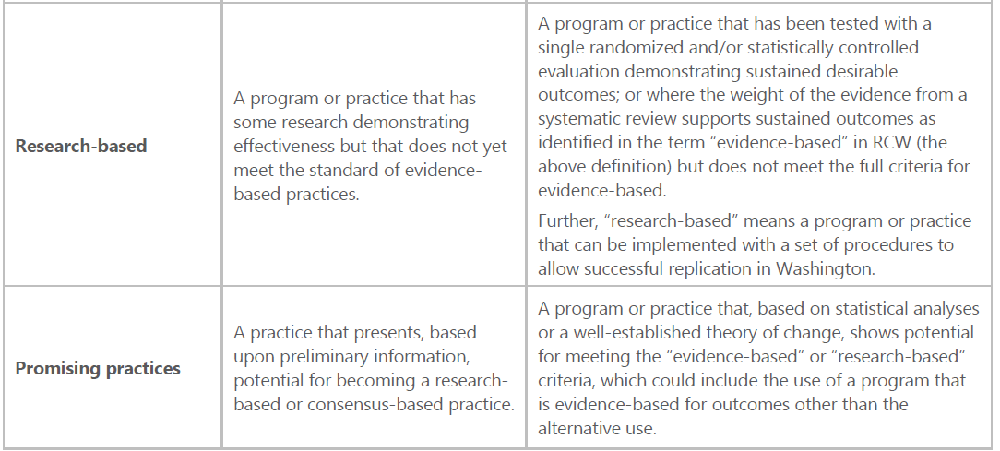 Research-based
A program or practice that has
some research demonstrating
effectiveness but that does not yet
meet the standard of evidence-
based practices.
A program or practice that has been tested with a
single randomized and/or statistically controlled
evaluation demonstrating sustained desirable
outcomes; or where the weight of the evidence from a
systematic review supports sustained outcomes as
identified in the term “evidence-based” in RCW (the
above definition) but does not meet the full criteria for
evidence-based.
Further, “research-based” means a program or practice
that can be implemented with a set of procedures to
allow successful replication in Washington.
Promising practices
A practice that presents, based
upon preliminary information,
potential for becoming a research-
based or consensus-based practice.
A program or practice that, based on statistical analyses
or a well-established theory of change, shows potential
for meeting the “evidence-based” or “research-based”
criteria, which could include the use of a program that
is evidence-based for outcomes other than the
alternative use.